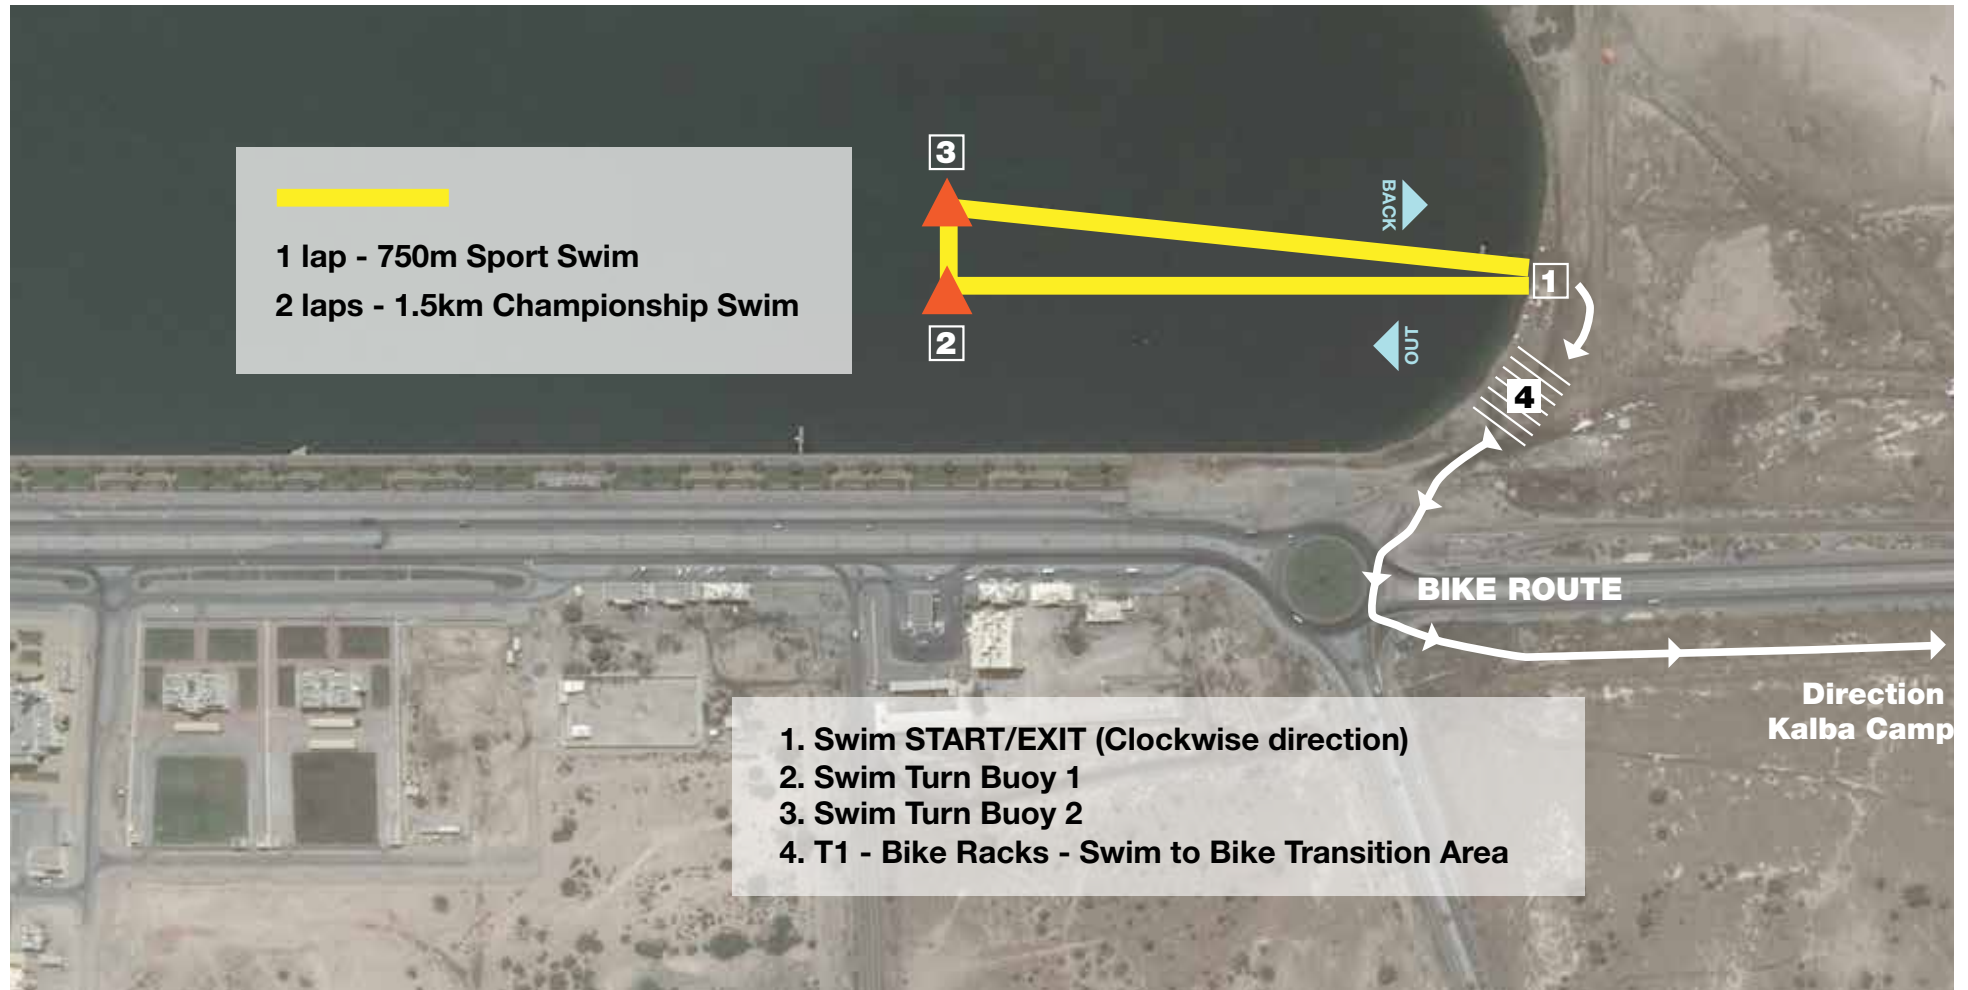 3
BACK
1 lap - 750m Sport Swim
2 laps - 1.5km Championship Swim
1
2
OUT
4
BIKE ROUTE
Direction
Kalba Camp
1. Swim START/EXIT (Clockwise direction)
2. Swim Turn Buoy 1
3. Swim Turn Buoy 2
4. T1 - Bike Racks - Swim to Bike Transition Area